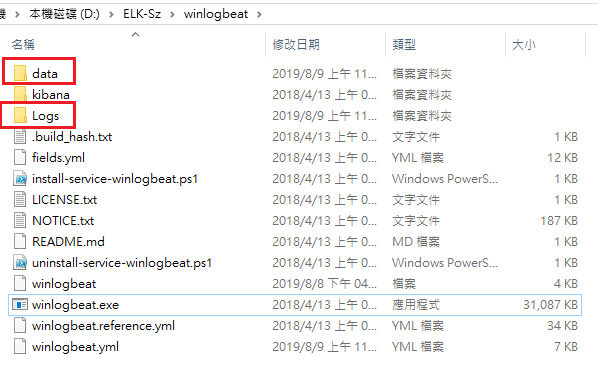 機 › 本機磁碟 (D:) › ELK-Sz › winlogbeat ›
名稱 修改日期 類型 大小
data 2019/8/9 上午 11... 檔案資料夾
kibana 2018/4/13 上午 0... 檔案資料夾
Logs 2019/8/9 上午 11... 檔案資料夾
.build_hash.txt 2018/4/13 上午 0... 文字文件 1 KB
fields.yml 2018/4/13 上午 0... YML 檔案 12 KB
install-service-winlogbeat.ps1 2018/4/13 上午 0... Windows PowerS... 1 KB
LICENSE.txt 2018/4/13 上午 0... 文字文件 1 KB
NOTICE.txt 2018/4/13 上午 0... 文字文件 187 KB
README.md 2018/4/13 上午 0... MD 檔案 1 KB
uninstall-service-winlogbeat.ps1 2018/4/13 上午 0... Windows PowerS... 1 KB
winlogbeat 2019/8/8 下午 04... 檔案 4 KB
winlogbeat.exe 2018/4/13 上午 0... 應用程式 31,087 KB
winlogbeat.reference.yml 2018/4/13 上午 0... YML 檔案 34 KB
winlogbeat.yml 2019/8/9 上午 11... YML 檔案 7 KB